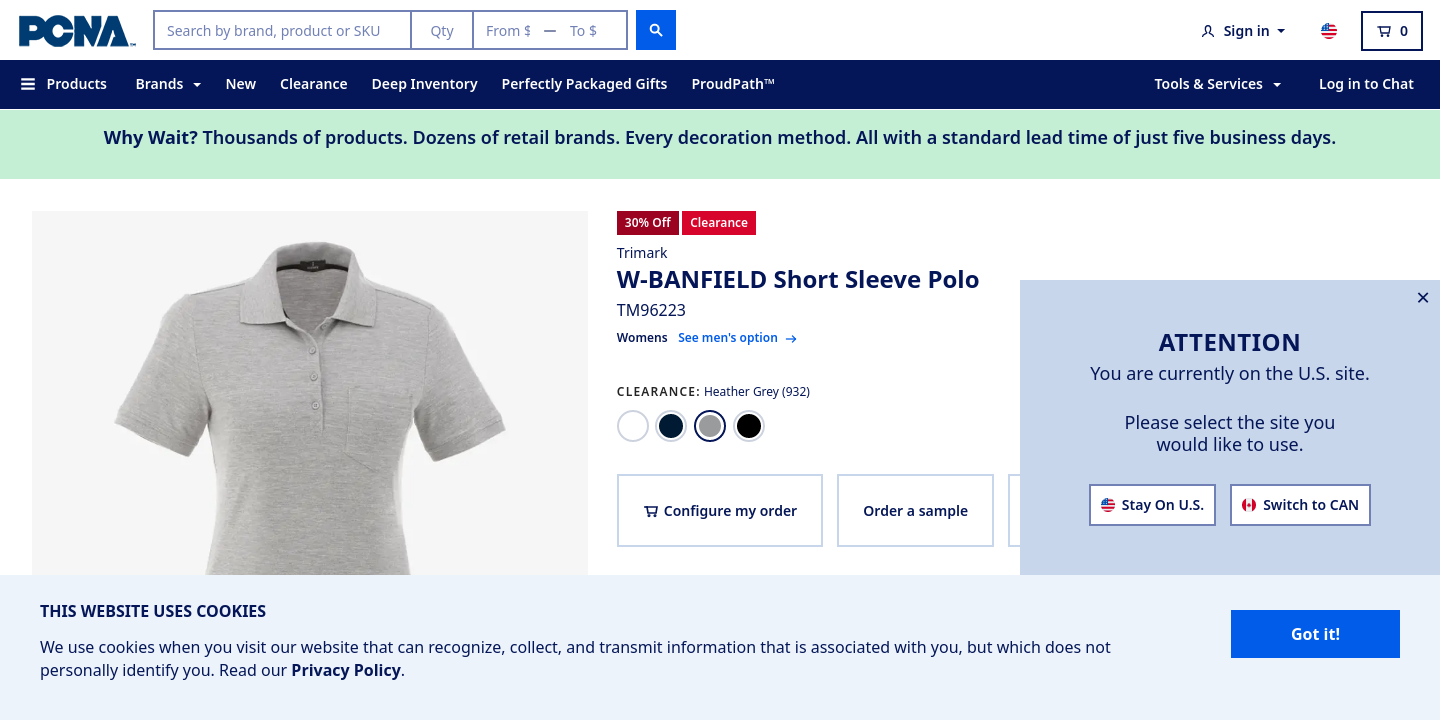 PCNA™
Search by brand, product or SKU
Qty
From $
—
To $
Sign in
0
Products
Brands
New
Clearance
Deep Inventory
Perfectly Packaged Gifts
ProudPath™
Tools & Services
Log in to Chat
Why Wait? Thousands of products. Dozens of retail brands. Every decoration method. All with a standard lead time of just five business days.
30% Off
Clearance
Trimark
W-BANFIELD Short Sleeve Polo
TM96223
Womens
See men's option
CLEARANCE: Heather Grey (932)
Configure my order
Order a sample
ATTENTION
You are currently on the U.S. site.
Please select the site you
would like to use.
Stay On U.S.
Switch to CAN
THIS WEBSITE USES COOKIES
We use cookies when you visit our website that can recognize, collect, and transmit information that is associated with you, but which does not
personally identify you. Read our Privacy Policy.
Got it!